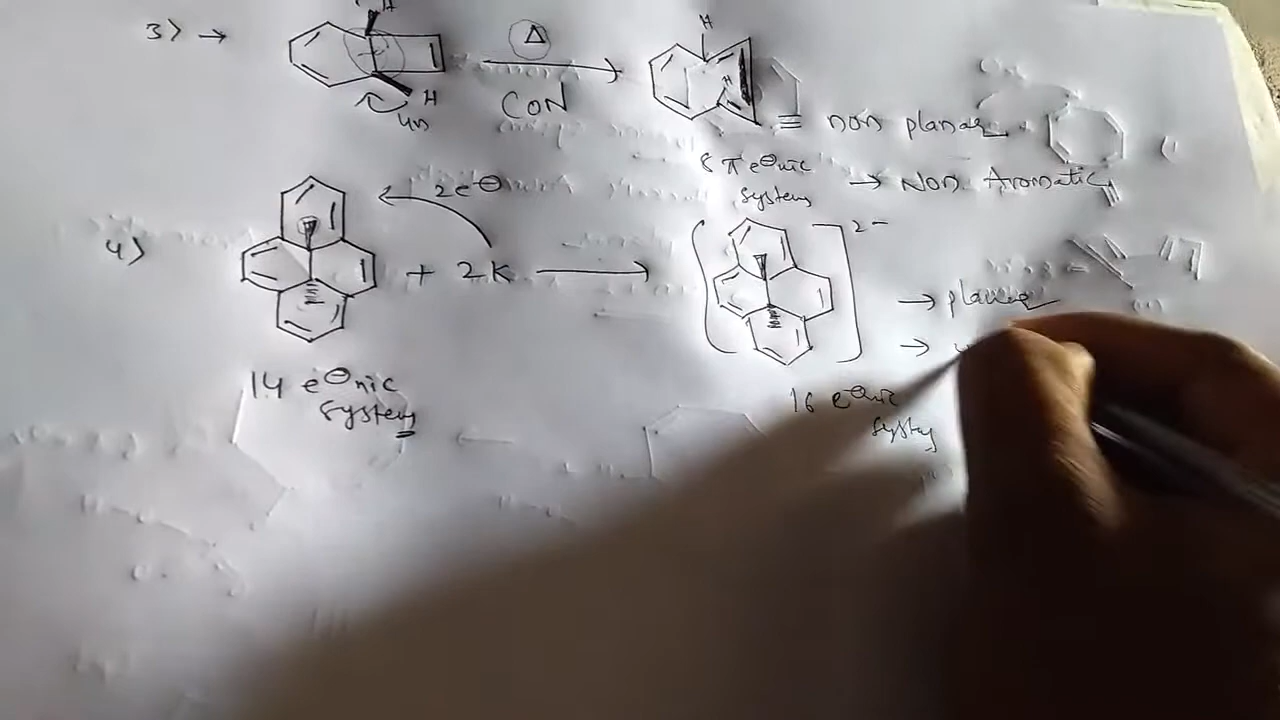 3> → H Δ H
H CON H
4n ≡ non planar
8 π e⊖nic
system → Non Aromatic
2e⊖ 2-
4> + 2K → planar
→
14 e⊖nic 16 e⊖nic
system system